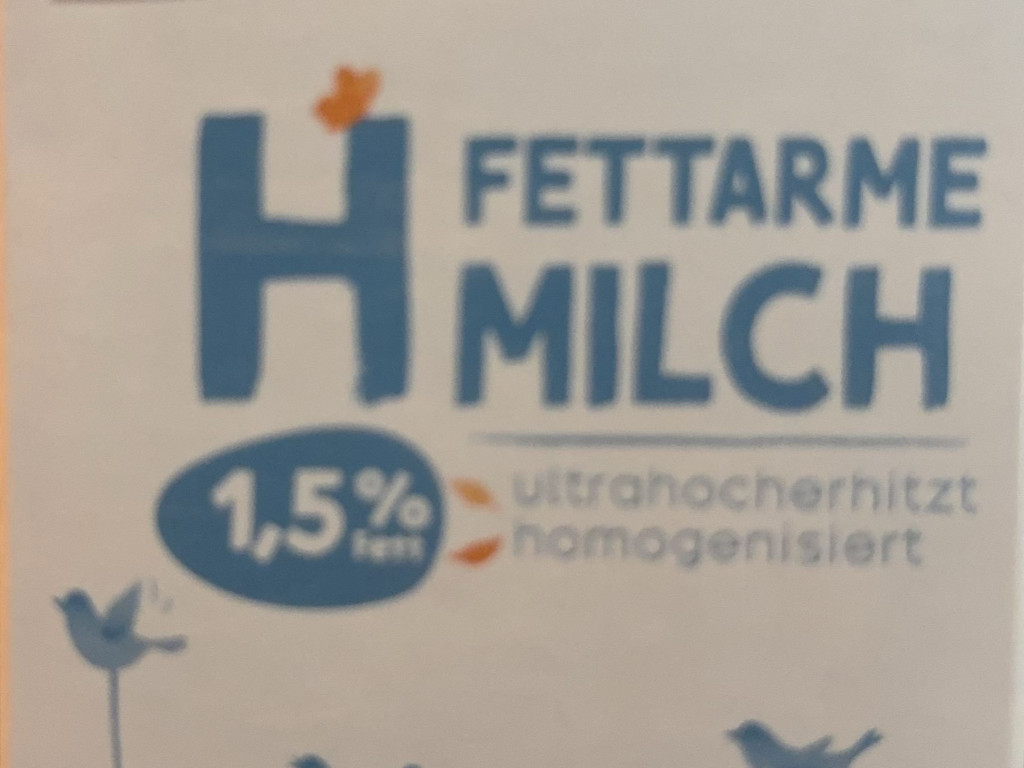 H FETTARME
MILCH
1,5% Fett
ultrahocherhitzt
homogenisiert